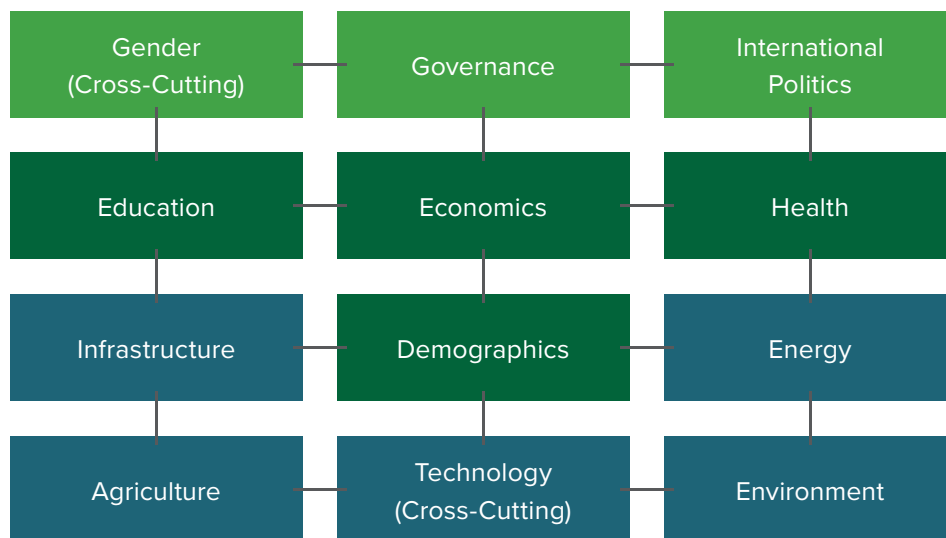 Gender
(Cross-Cutting)
Governance
International
Politics
Education
Economics
Health
Infrastructure
Demographics
Energy
Agriculture
Technology
(Cross-Cutting)
Environment